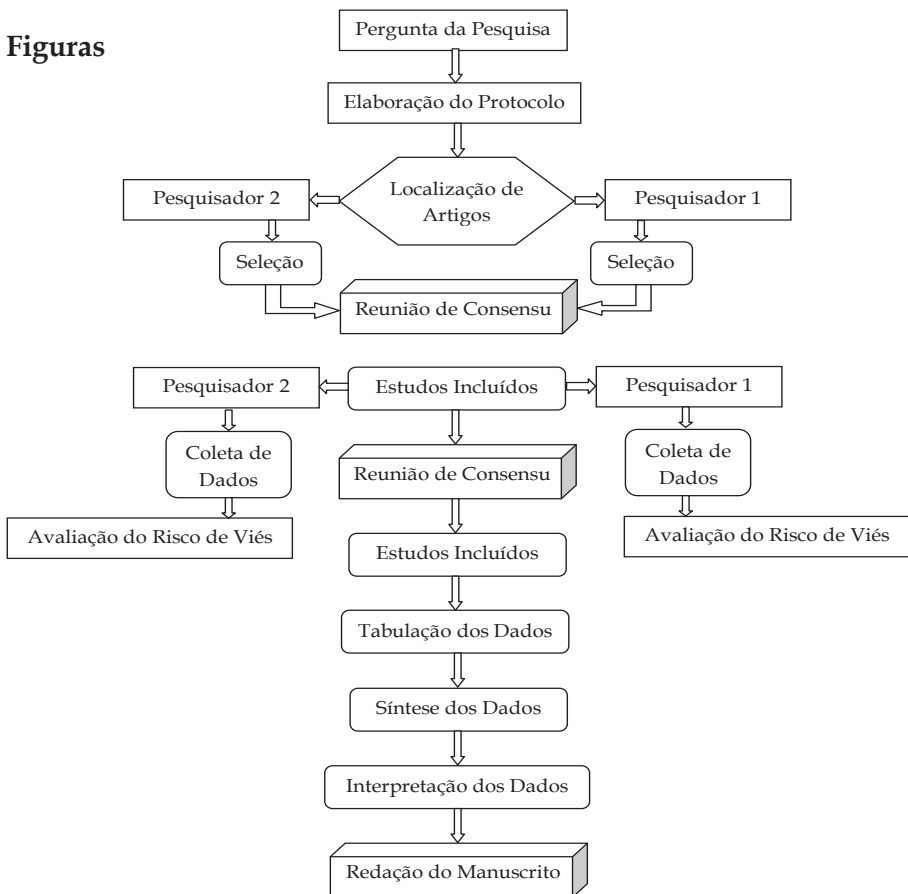 Figuras
Pergunta da Pesquisa
Elaboração do Protocolo
Pesquisador 2
Localização de
Artigos
Pesquisador 1
Seleção
Seleção
Reunião de Consensu
Pesquisador 2
Estudos Incluídos
Pesquisador 1
Coleta de
Dados
Reunião de Consensu
Coleta de
Dados
Avaliação do Risco de Viés
Avaliação do Risco de Viés
Estudos Incluídos
Tabulação dos Dados
Síntese dos Dados
Interpretação dos Dados
Redação do Manuscrito